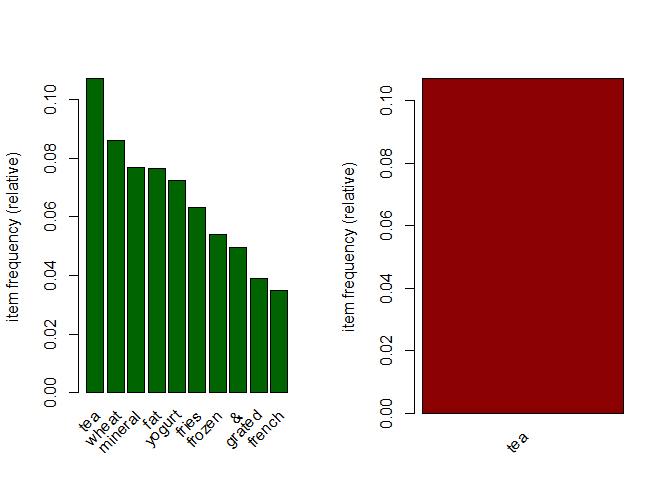 item frequency (relative)
0.00
0.02
0.04
0.06
0.08
0.10
tea
wheat
mineral
fat
yogurt
fries
frozen
&
grated
french
item frequency (relative)
0.00
0.02
0.04
0.06
0.08
0.10
tea